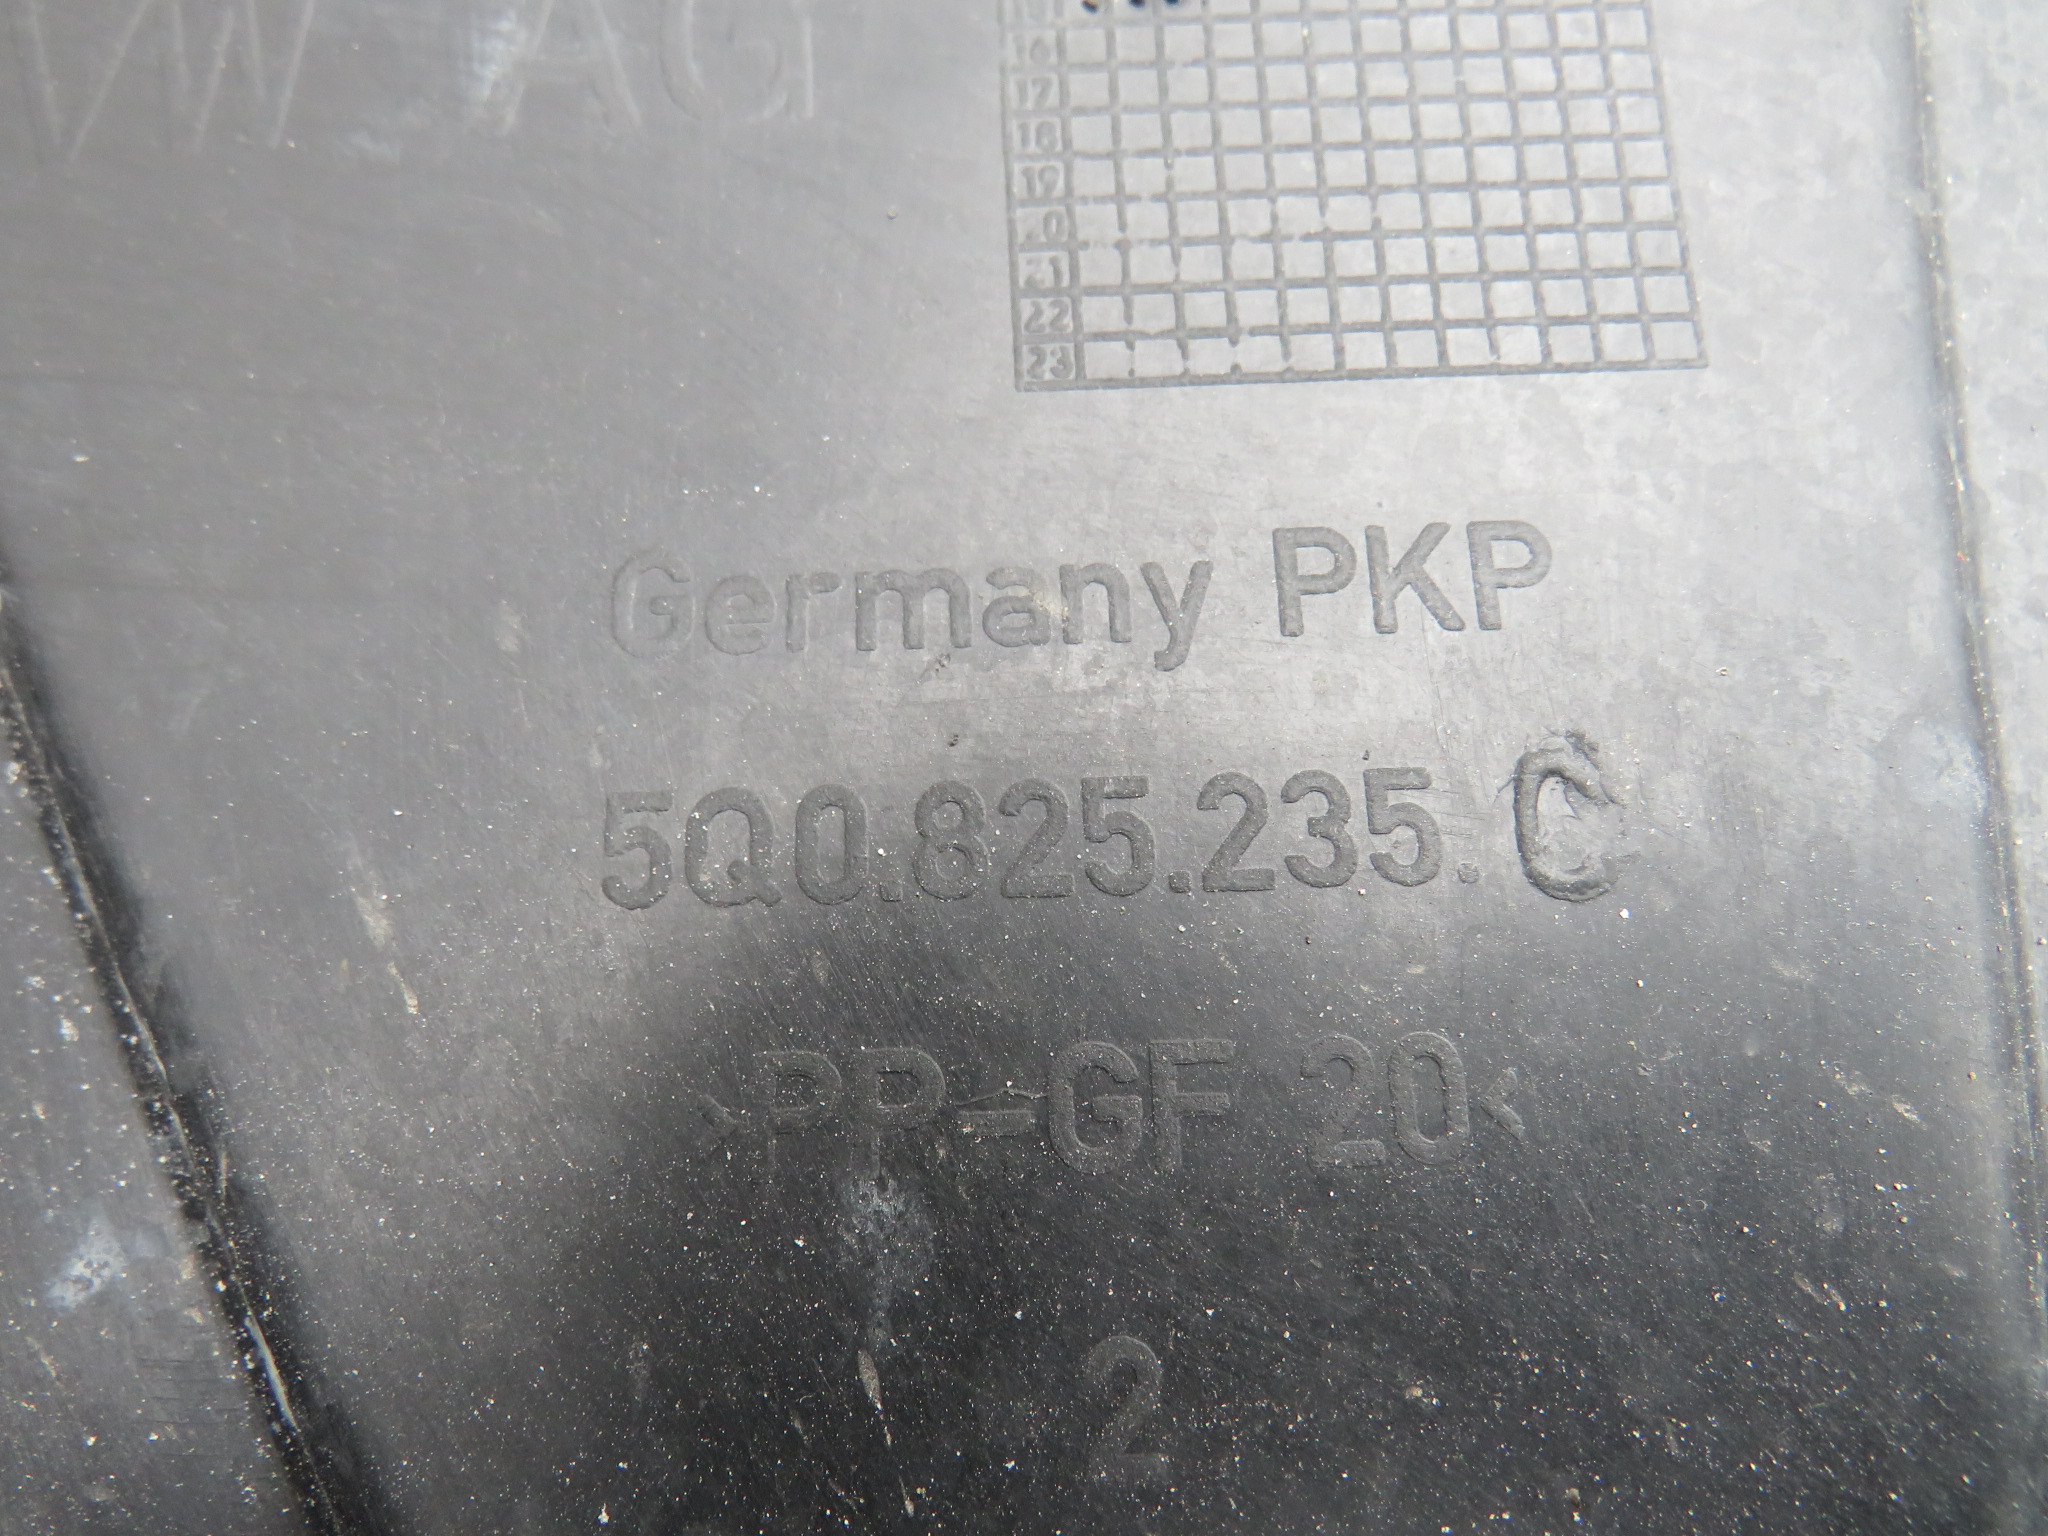 VW AG
16
17
18
19
20
21
22
23
Germany PKP
5Q0.825.235.C
>PP-GF 20<
2